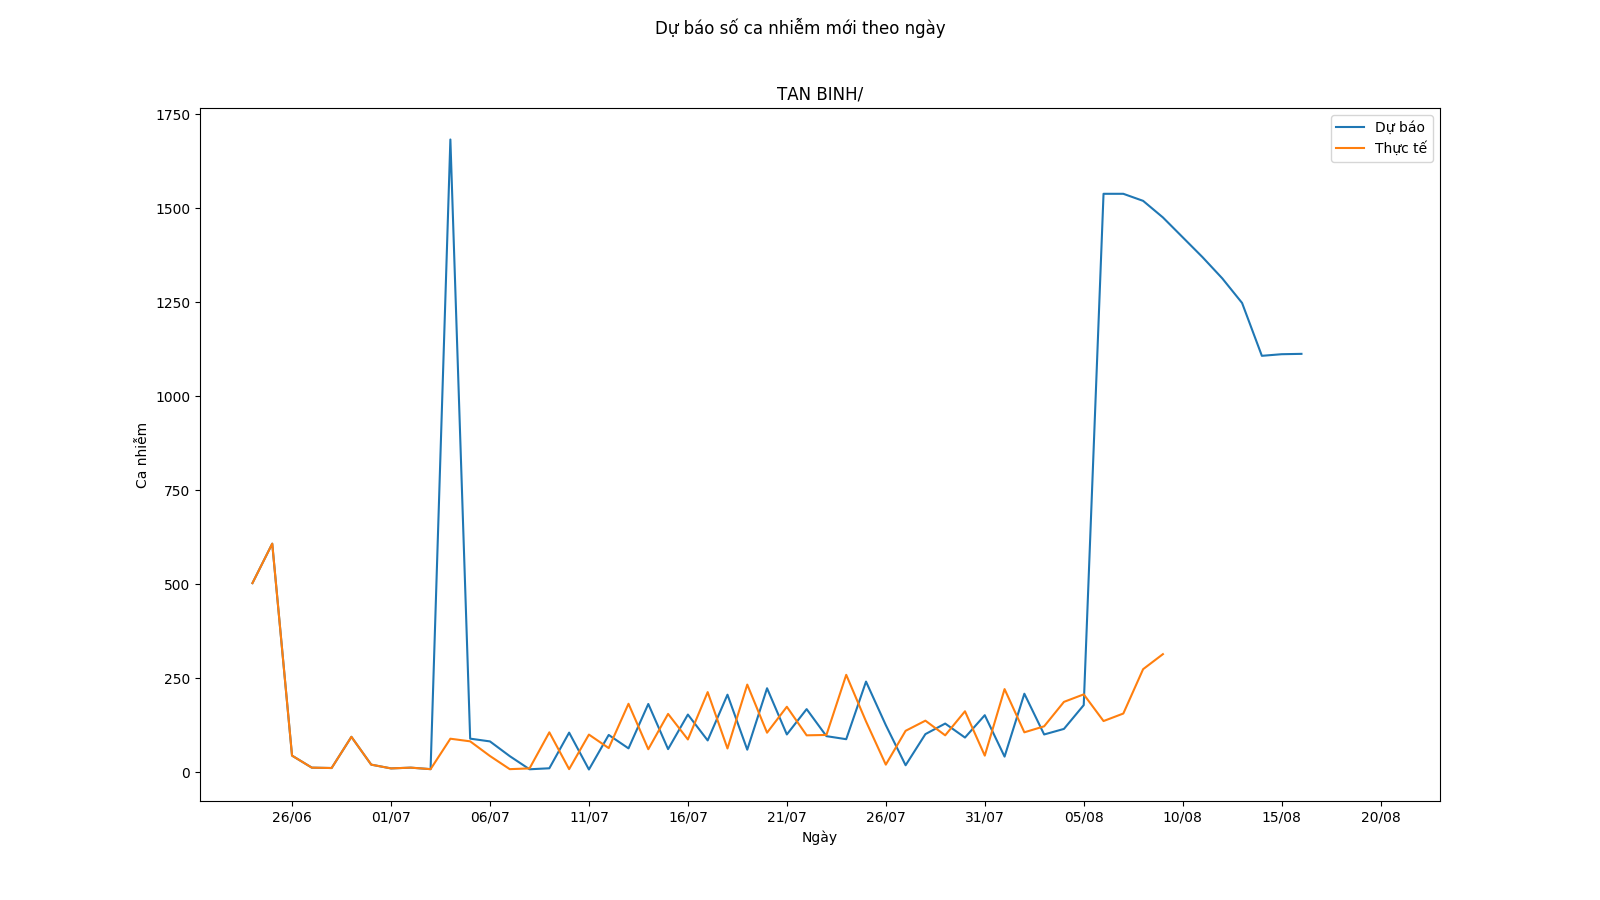 Dự báo số ca nhiễm mới theo ngày
TAN BINH/
1750
1500
1250
1000
750
500
250
0
Ca nhiễm
Dự báo
Thực tế
26/06 01/07 06/07 11/07 16/07 21/07 26/07 31/07 05/08 10/08 15/08 20/08
Ngày